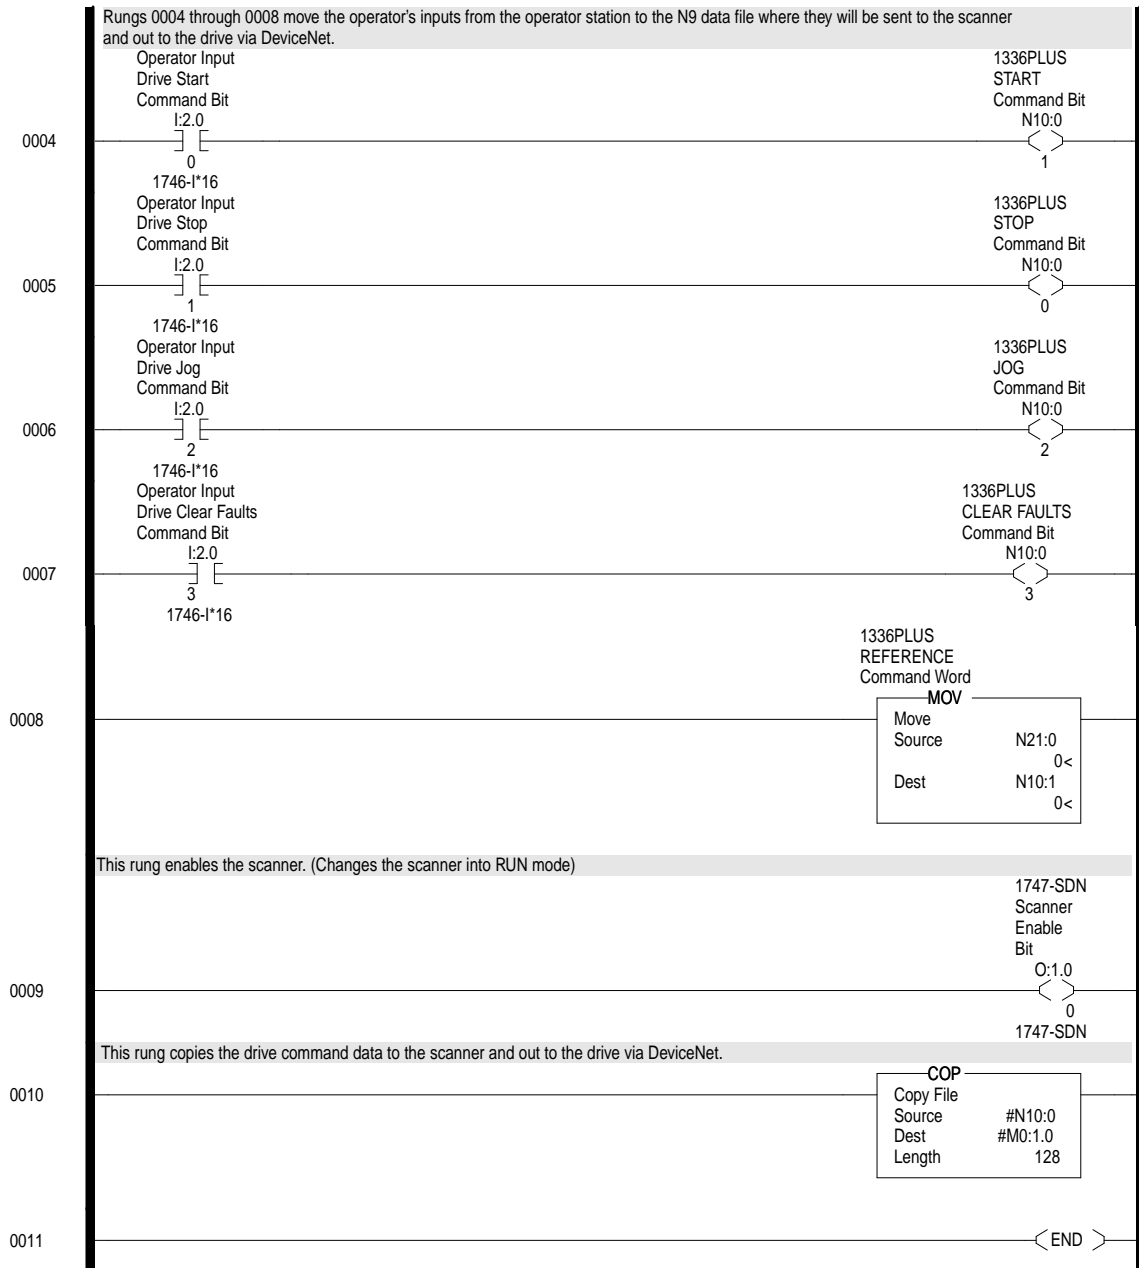 Rungs 0004 through 0008 move the operator's inputs from the operator station to the N9 data file where they will be sent to the scanner
and out to the drive via DeviceNet.
Operator Input
Drive Start
Command Bit
I:2.0
0
1746-I*16
1336PLUS
START
Command Bit
N10:0
1
0004
Operator Input
Drive Stop
Command Bit
I:2.0
1
1746-I*16
1336PLUS
STOP
Command Bit
N10:0
0
0005
Operator Input
Drive Jog
Command Bit
I:2.0
2
1746-I*16
1336PLUS
JOG
Command Bit
N10:0
2
0006
Operator Input
Drive Clear Faults
Command Bit
I:2.0
3
1746-I*16
1336PLUS
CLEAR FAULTS
Command Bit
N10:0
3
0007
1336PLUS
REFERENCE
Command Word
MOV
0008
Move
Source N21:0
0<
Dest N10:1
0<
This rung enables the scanner. (Changes the scanner into RUN mode)
1747-SDN
Scanner
Enable
Bit
O:1.0
0009
0
1747-SDN
This rung copies the drive command data to the scanner and out to the drive via DeviceNet.
COP
0010
Copy File
Source #N10:0
Dest #M0:1.0
Length 128
0011
END